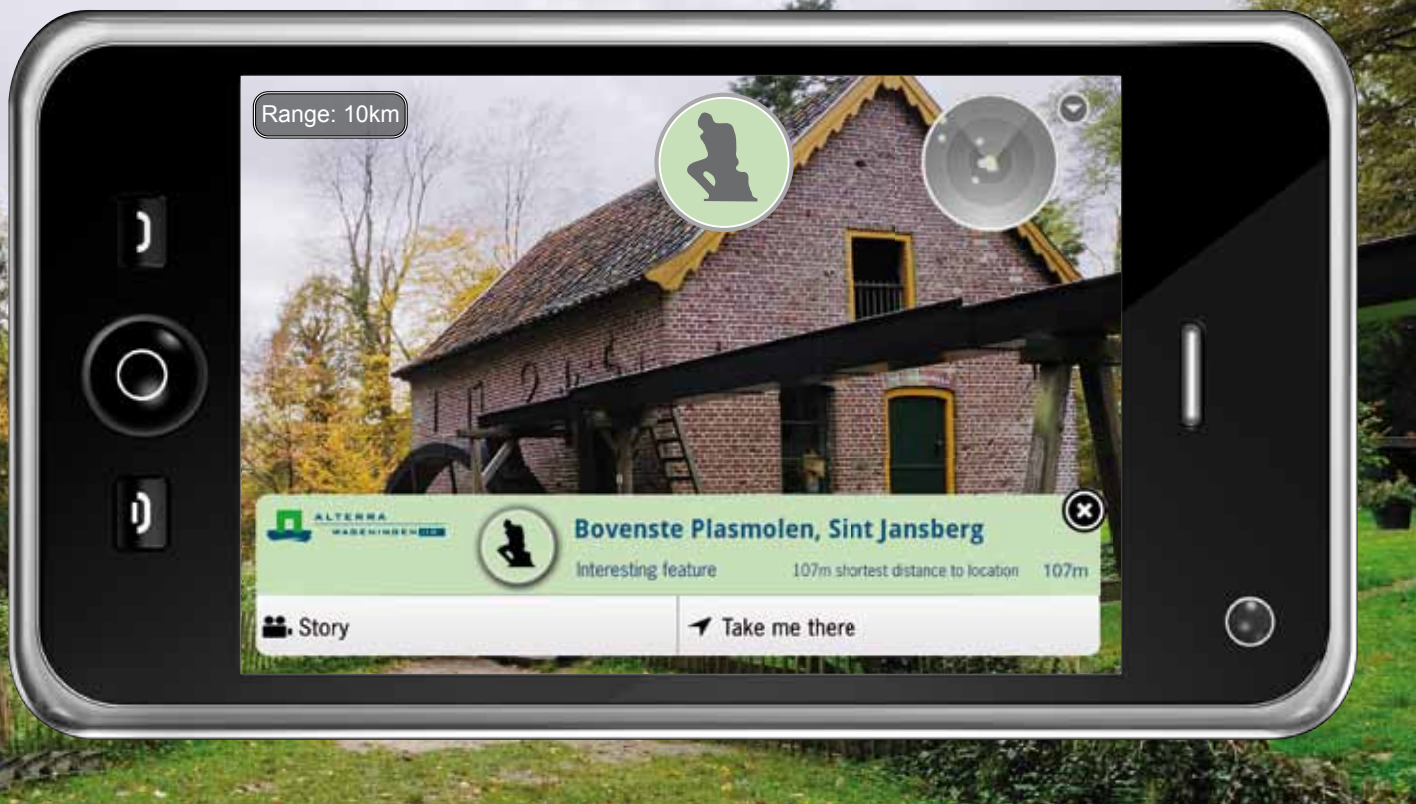 Range: 10km
ALTERRA
WAGENINGEN UR
Bovenste Plasmolen, Sint Jansberg
Interesting feature
107m shortest distance to location
107m
Story
Take me there